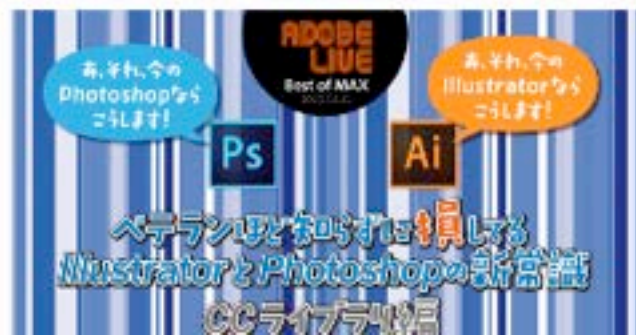 ADOBE
LIVE
Best of MAX
あ、それ、今の
Photoshopなら
こうします!
あ、それ、今の
Illustratorなら
こうします!
Ps
Ai
ベテランほど知らずに損してる
IllustratorとPhotoshopの新常識
CCライブラリ編